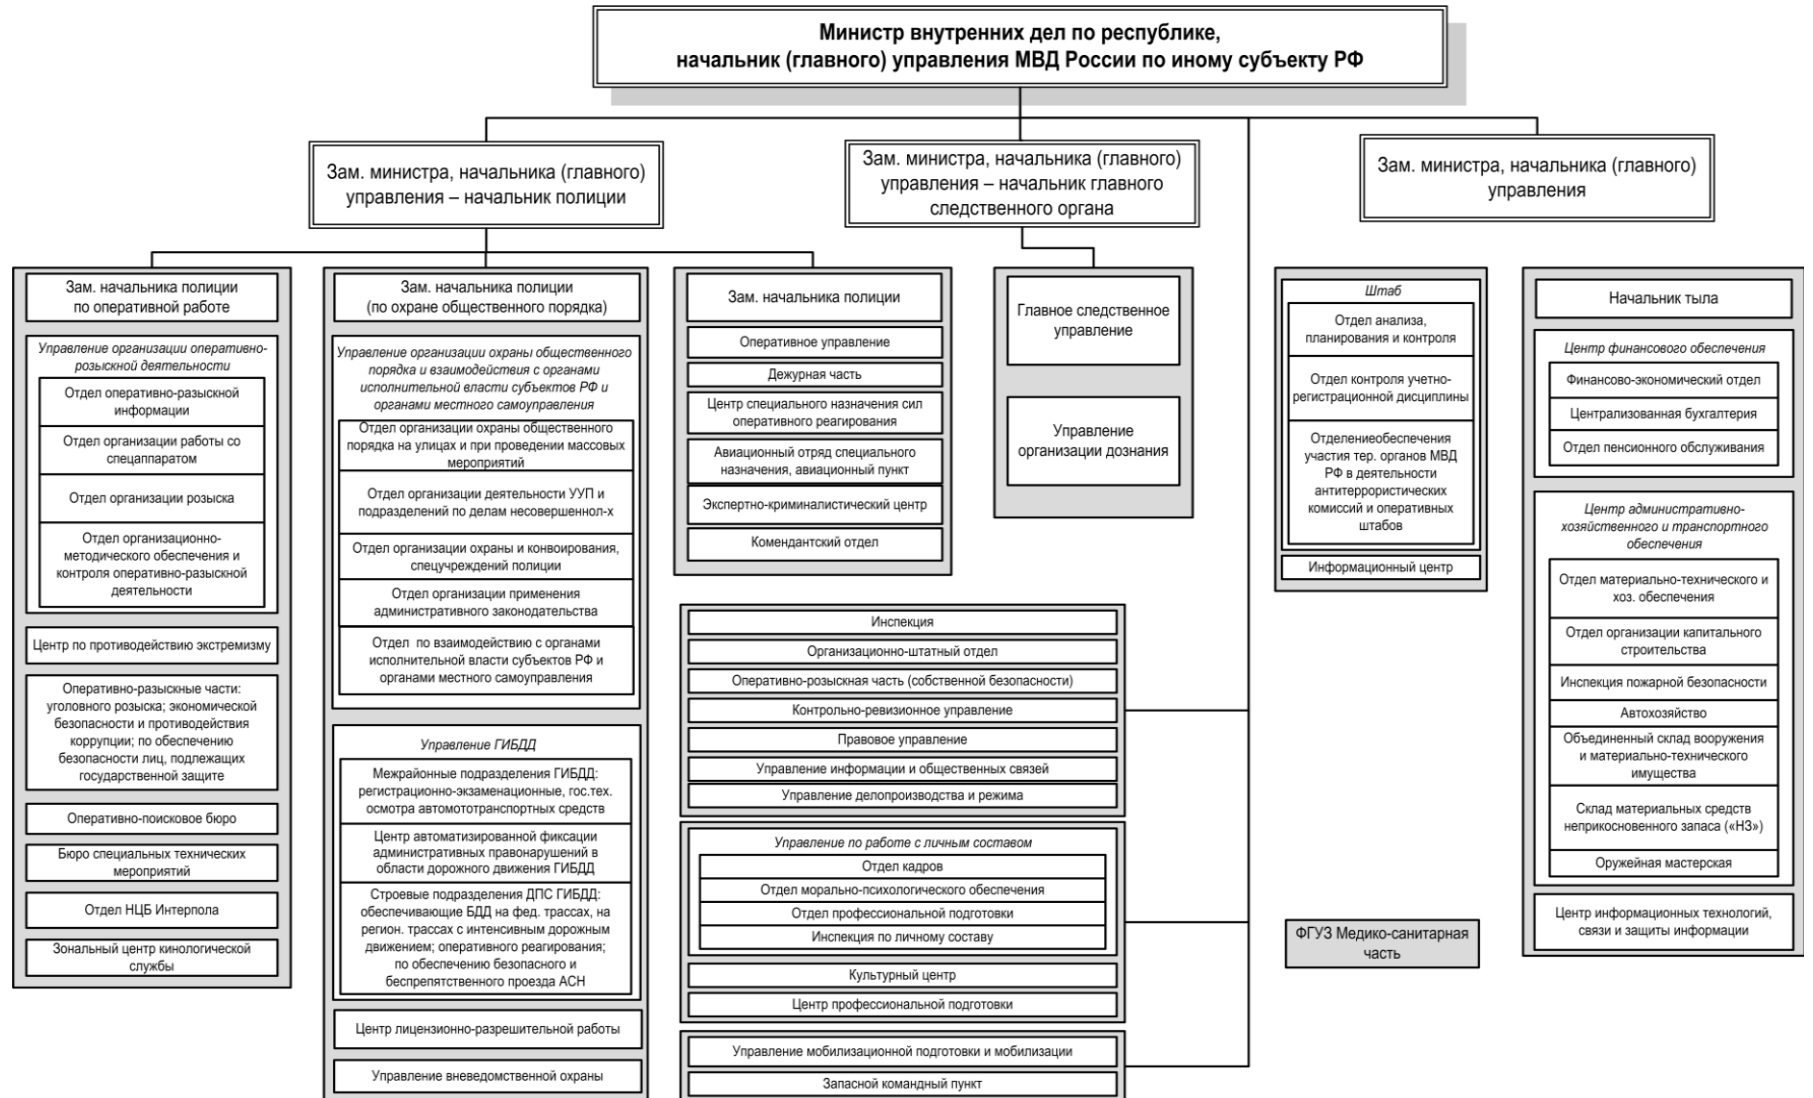 Министр внутренних дел по республике,
начальник (главного) управления МВД России по иному субъекту РФ
Зам. министра, начальника (главного)
управления – начальник полиции
Зам. министра, начальника (главного)
управления – начальник главного
следственного органа
Зам. министра, начальника (главного)
управления
Зам. начальника полиции
по оперативной работе
Управление организации оперативно-
розыскной деятельности
Отдел оперативно-разыскной
информации
Отдел организации работы со
спецаппаратом
Отдел организации розыска
Отдел организационно-
методического обеспечения и
контроля оперативно-разыскной
деятельности
Центр по противодействию экстремизму
Оперативно-разыскные части:
уголовного розыска; экономической
безопасности и противодействия
коррупции; по обеспечению
безопасности лиц, подлежащих
государственной защите
Оперативно-поисковое бюро
Бюро специальных технических
мероприятий
Отдел НЦБ Интерпола
Зональный центр кинологической
службы
Зам. начальника полиции
(по охране общественного порядка)
Управление организации охраны общественного
порядка и взаимодействия с органами
исполнительной власти субъектов РФ и
органами местного самоуправления
Отдел организации охраны общественного
порядка на улицах и при проведении массовых
мероприятий
Отдел организации деятельности УУП и
подразделений по делам несовершеннол-х
Отдел организации охраны и конвоирования,
спецучреждений полиции
Отдел организации применения
административного законодательства
Отдел по взаимодействию с органами
исполнительной власти субъектов РФ и
органами местного самоуправления
Управление ГИБДД
Межрайонные подразделения ГИБДД:
регистрационно-экзаменационные, гос.тех.
осмотра автомототранспортных средств
Центр автоматизированной фиксации
административных правонарушений в
области дорожного движения ГИБДД
Строевые подразделения ДПС ГИБДД:
обеспечивающие БДД на фед. трассах, на
регион. трассах с интенсивным дорожным
движением; оперативного реагирования;
по обеспечению безопасного и
беспрепятственного проезда АСН
Центр лицензионно-разрешительной работы
Управление вневедомственной охраны
Зам. начальника полиции
Оперативное управление
Дежурная часть
Центр специального назначения сил
оперативного реагирования
Авиационный отряд специального
назначения, авиационный пункт
Экспертно-криминалистический центр
Комендантский отдел
Инспекция
Организационно-штатный отдел
Оперативно-розыскная часть (собственной безопасности)
Контрольно-ревизионное управление
Правовое управление
Управление информации и общественных связей
Управление делопроизводства и режима
Управление по работе с личным составом
Отдел кадров
Отдел морально-психологического обеспечения
Отдел профессиональной подготовки
Инспекция по личному составу
Культурный центр
Центр профессиональной подготовки
Управление мобилизационной подготовки и мобилизации
Запасной командный пункт
Главное следственное
управление
Управление
организации дознания
Штаб
Отдел анализа,
планирования и контроля
Отдел контроля учетно-
регистрационной дисциплины
Отделениеобеспечения
участия тер. органов МВД
РФ в деятельности
антитеррористических
комиссий и оперативных
штабов
Информационный центр
ФГУЗ Медико-санитарная
часть
Начальник тыла
Центр финансового обеспечения
Финансово-экономический отдел
Централизованная бухгалтерия
Отдел пенсионного обслуживания
Центр административно-
хозяйственного и транспортного
обеспечения
Отдел материально-технического и
хоз. обеспечения
Отдел организации капитального
строительства
Инспекция пожарной безопасности
Автохозяйство
Объединенный склад вооружения
и материально-технического
имущества
Склад материальных средств
неприкосновенного запаса («НЗ»)
Оружейная мастерская
Центр информационных технологий,
связи и защиты информации